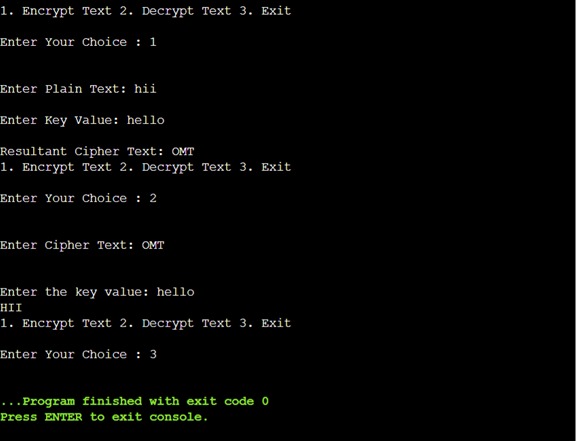 1. Encrypt Text 2. Decrypt Text 3. Exit
Enter Your Choice : 1
Enter Plain Text: hii
Enter Key Value: hello
Resultant Cipher Text: OMT
1. Encrypt Text 2. Decrypt Text 3. Exit
Enter Your Choice : 2
Enter Cipher Text: OMT
Enter the key value: hello
HII
1. Encrypt Text 2. Decrypt Text 3. Exit
Enter Your Choice : 3
...Program finished with exit code 0
Press ENTER to exit console.